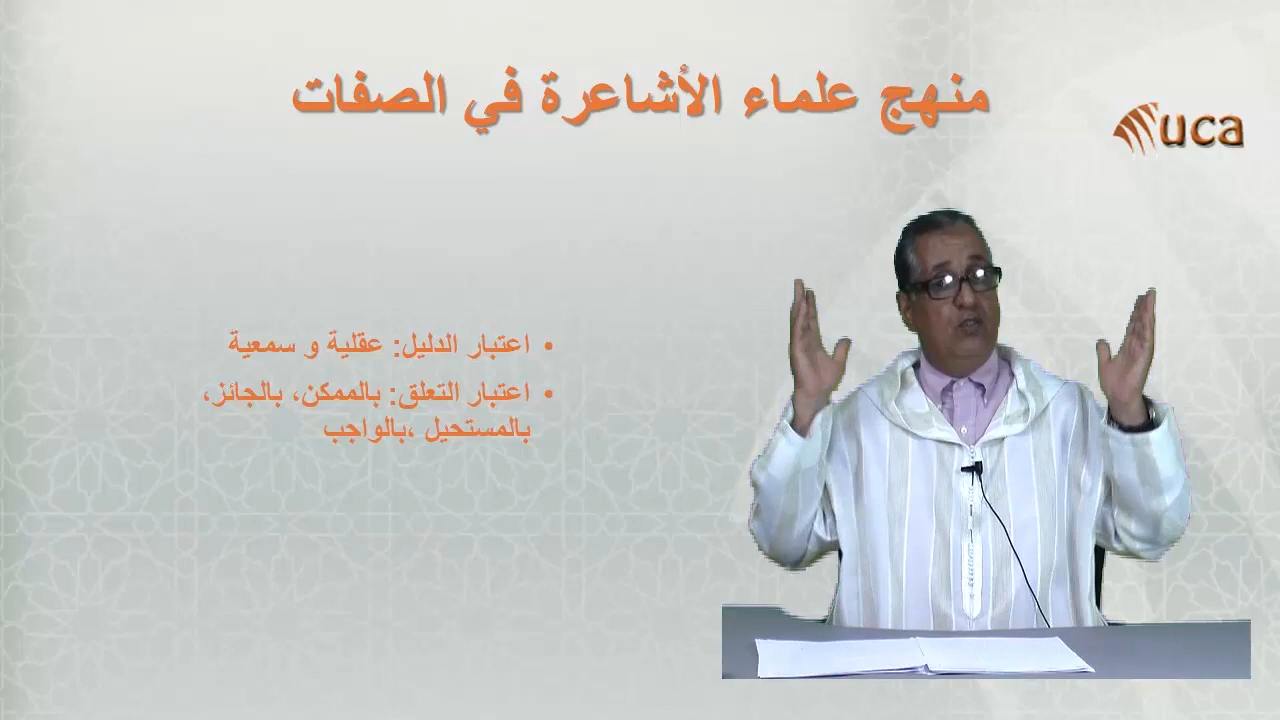 منهج علماء الأشاعرة في الصفات
uca
• اعتبار الدليل: عقلية و سمعية
• اعتبار التعلق: بالممكن، بالجائز،
بالمستحيل ،بالواجب